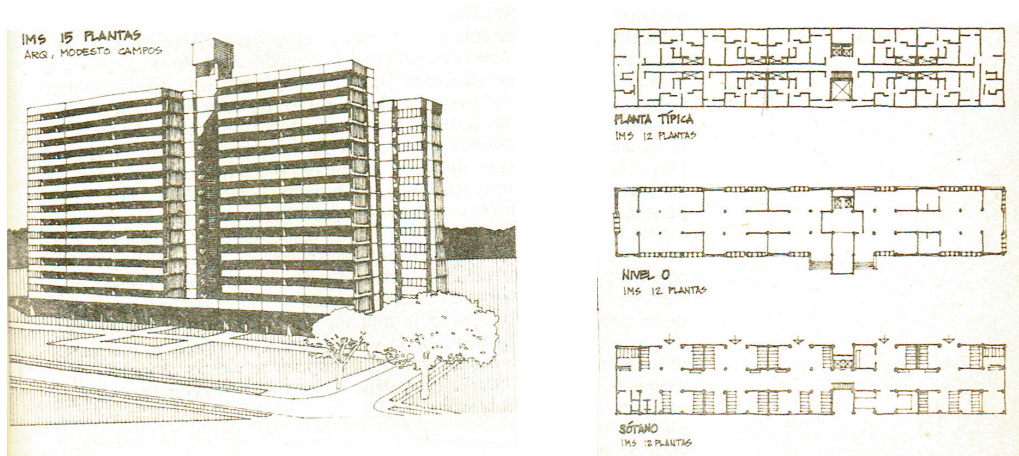 IMS 15 PLANTAS
ARQ, MODESTO CAMPOS
PLANTA TÍPICA
IMS 12 PLANTAS
NIVEL 0
IMS 12 PLANTAS
SÓTANO
IMS 12 PLANTAS